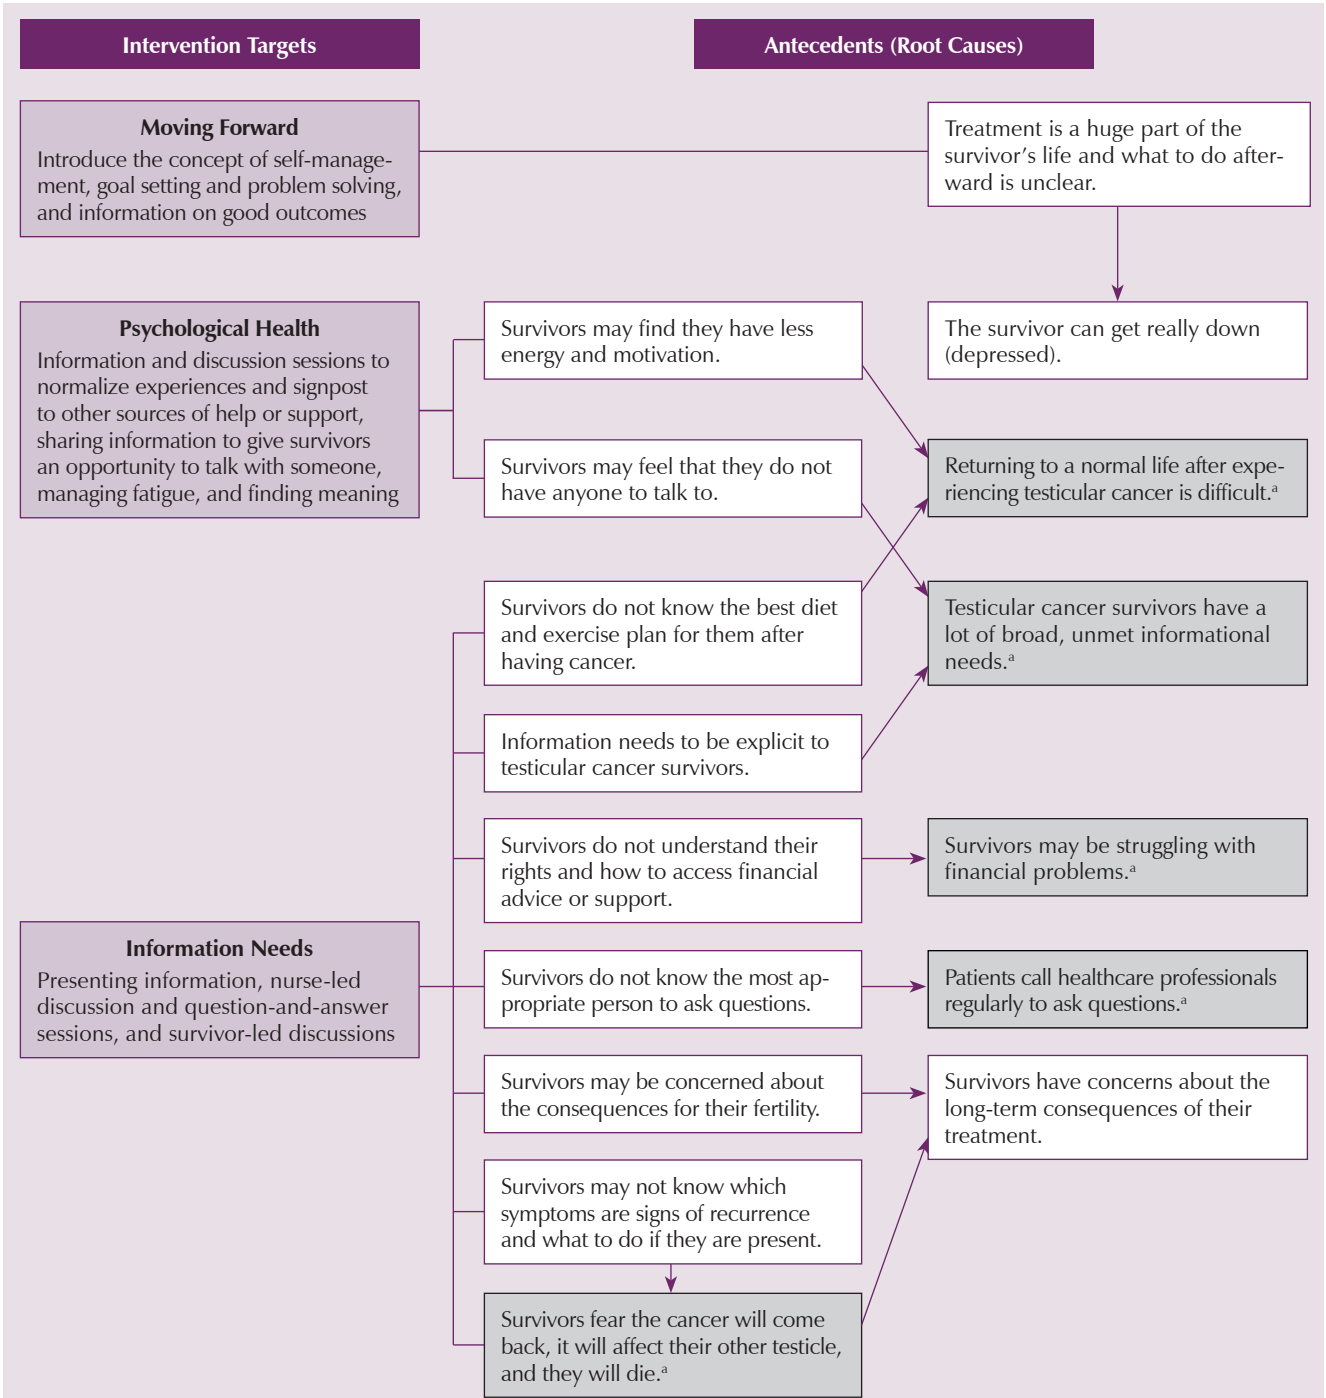 Intervention Targets
Antecedents (Root Causes)
Moving Forward
Introduce the concept of self-manage-
ment, goal setting and problem solving,
and information on good outcomes
Treatment is a huge part of the
survivor’s life and what to do after-
ward is unclear.
Psychological Health
Information and discussion sessions to
normalize experiences and signpost
to other sources of help or support,
sharing information to give survivors
an opportunity to talk with someone,
managing fatigue, and finding meaning
Survivors may find they have less
energy and motivation.
The survivor can get really down
(depressed).
Survivors may feel that they do not
have anyone to talk to.
Returning to a normal life after expe-
riencing testicular cancer is difficult.ᵃ
Survivors do not know the best diet
and exercise plan for them after
having cancer.
Testicular cancer survivors have a
lot of broad, unmet informational
needs.ᵃ
Information needs to be explicit to
testicular cancer survivors.
Survivors do not understand their
rights and how to access financial
advice or support.
Survivors may be struggling with
financial problems.ᵃ
Information Needs
Presenting information, nurse-led
discussion and question-and-answer
sessions, and survivor-led discussions
Survivors do not know the most ap-
propriate person to ask questions.
Patients call healthcare professionals
regularly to ask questions.ᵃ
Survivors may be concerned about
the consequences for their fertility.
Survivors have concerns about the
long-term consequences of their
treatment.
Survivors may not know which
symptoms are signs of recurrence
and what to do if they are present.
Survivors fear the cancer will come
back, it will affect their other testicle,
and they will die.ᵃ